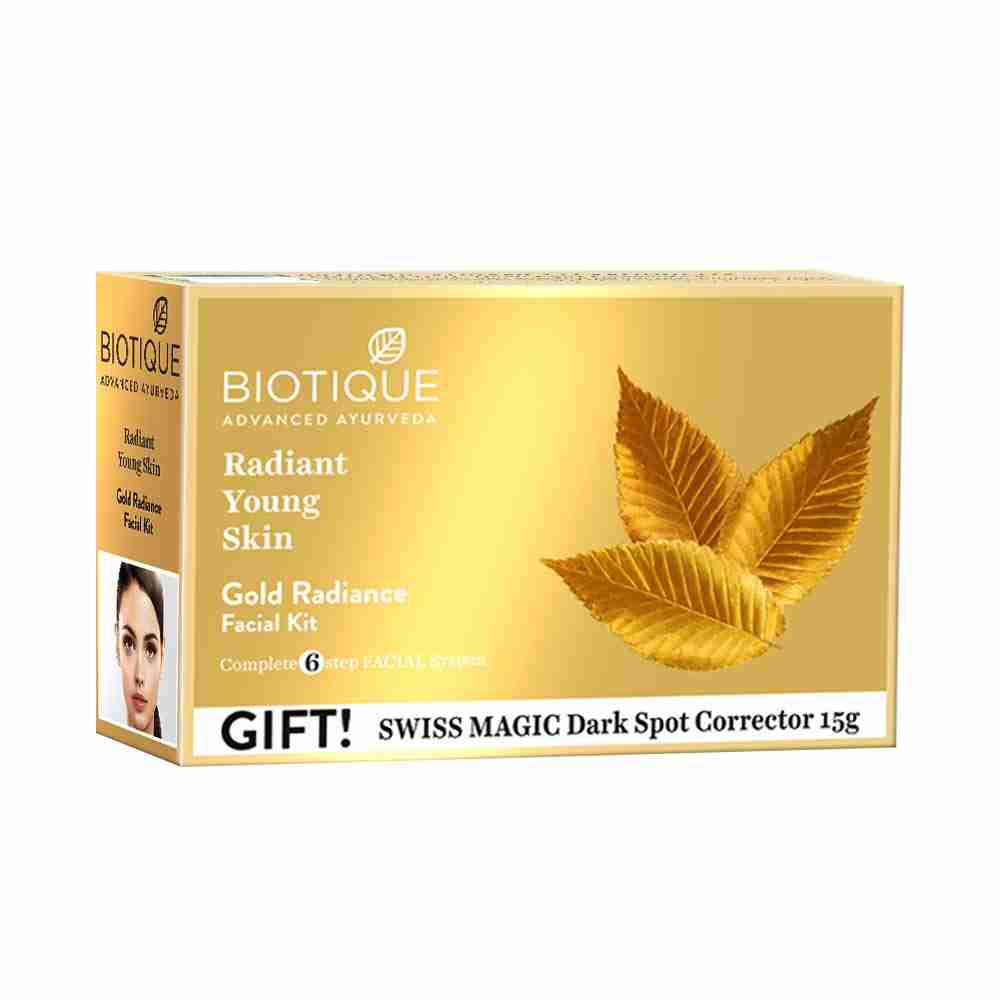 BIOTIQUE
ADVANCED AYURVEDA
Radiant
Young Skin
Gold Radiance
Facial Kit
BIOTIQUE
ADVANCED AYURVEDA
Radiant
Young
Skin
Gold Radiance
Facial Kit
Complete 6 step FACIAL System
GIFT! SWISS MAGIC Dark Spot Corrector 15g